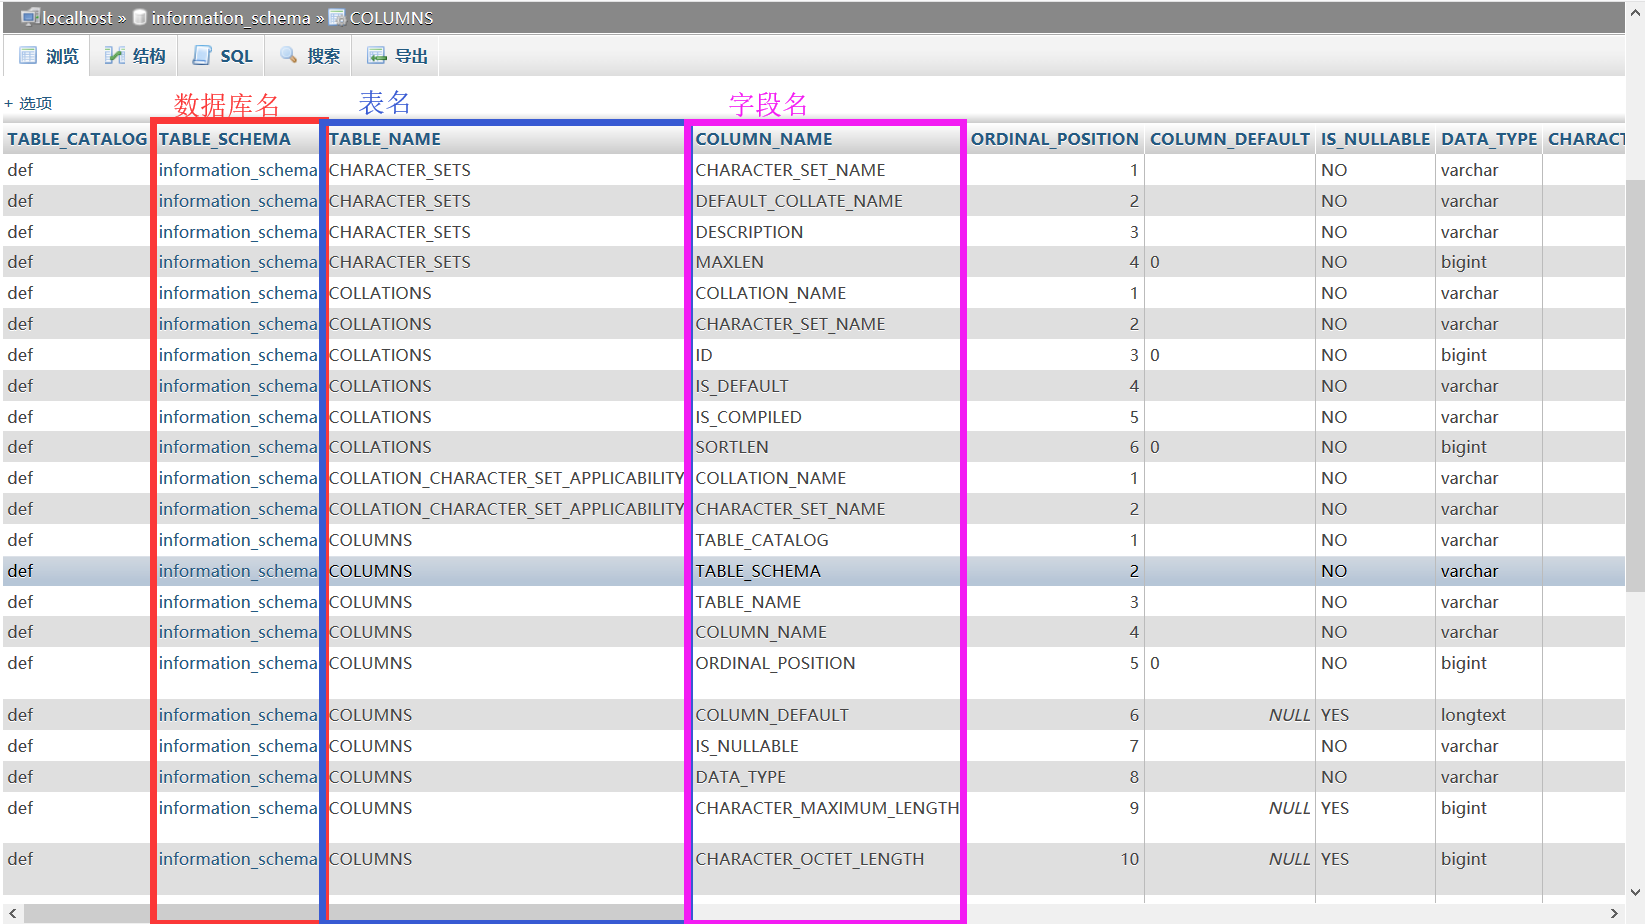 localhost » information_schema » COLUMNS
浏览 结构 SQL 搜索 导出
+ 选项 数据库名 表名 字段名
TABLE_CATALOG TABLE_SCHEMA TABLE_NAME COLUMN_NAME ORDINAL_POSITION COLUMN_DEFAULT IS_NULLABLE DATA_TYPE CHARACT
def information_schema CHARACTER_SETS CHARACTER_SET_NAME 1 NO varchar
def information_schema CHARACTER_SETS DEFAULT_COLLATE_NAME 2 NO varchar
def information_schema CHARACTER_SETS DESCRIPTION 3 NO varchar
def information_schema CHARACTER_SETS MAXLEN 4 0 NO bigint
def information_schema COLLATIONS COLLATION_NAME 1 NO varchar
def information_schema COLLATIONS CHARACTER_SET_NAME 2 NO varchar
def information_schema COLLATIONS ID 3 0 NO bigint
def information_schema COLLATIONS IS_DEFAULT 4 NO varchar
def information_schema COLLATIONS IS_COMPILED 5 NO varchar
def information_schema COLLATIONS SORTLEN 6 0 NO bigint
def information_schema COLLATION_CHARACTER_SET_APPLICABILITY COLLATION_NAME 1 NO varchar
def information_schema COLLATION_CHARACTER_SET_APPLICABILITY CHARACTER_SET_NAME 2 NO varchar
def information_schema COLUMNS TABLE_CATALOG 1 NO varchar
def information_schema COLUMNS TABLE_SCHEMA 2 NO varchar
def information_schema COLUMNS TABLE_NAME 3 NO varchar
def information_schema COLUMNS COLUMN_NAME 4 NO varchar
def information_schema COLUMNS ORDINAL_POSITION 5 0 NO bigint
def information_schema COLUMNS COLUMN_DEFAULT 6 NULL YES longtext
def information_schema COLUMNS IS_NULLABLE 7 NO varchar
def information_schema COLUMNS DATA_TYPE 8 NO varchar
def information_schema COLUMNS CHARACTER_MAXIMUM_LENGTH 9 NULL YES bigint
def information_schema COLUMNS CHARACTER_OCTET_LENGTH 10 NULL YES bigint